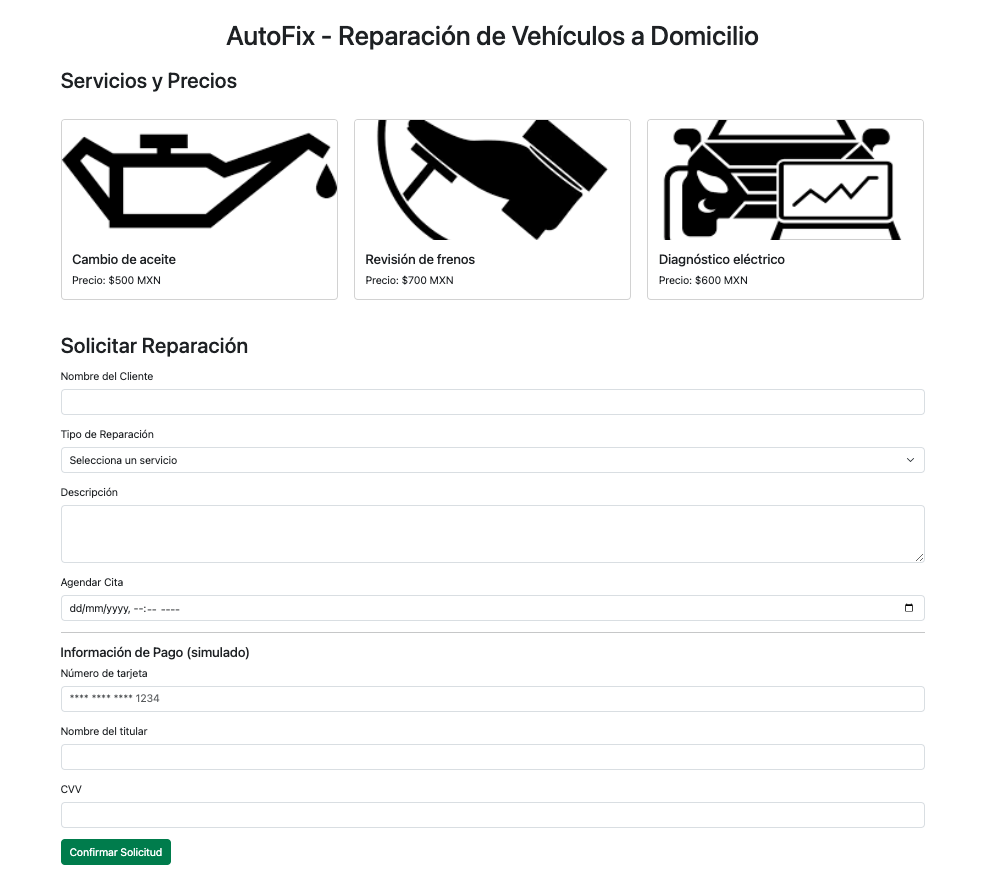 AutoFix - Reparación de Vehículos a Domicilio
Servicios y Precios
Cambio de aceite
Precio: $500 MXN
Revisión de frenos
Precio: $700 MXN
Diagnóstico eléctrico
Precio: $600 MXN
Solicitar Reparación
Nombre del Cliente
Tipo de Reparación
Selecciona un servicio
Descripción
Agendar Cita
dd/mm/yyyy, --:-- ----
Información de Pago (simulado)
Número de tarjeta
**** **** **** 1234
Nombre del titular
CVV
Confirmar Solicitud